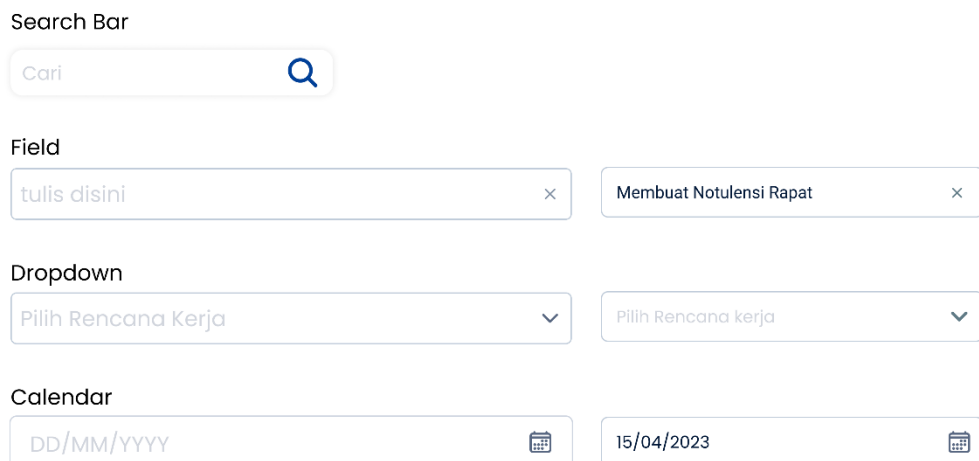 Search Bar
Cari
Field
tulis disini
Membuat Notulensi Rapat
Dropdown
Pilih Rencana Kerja
Pilih Rencana kerja
Calendar
DD/MM/YYYY
15/04/2023